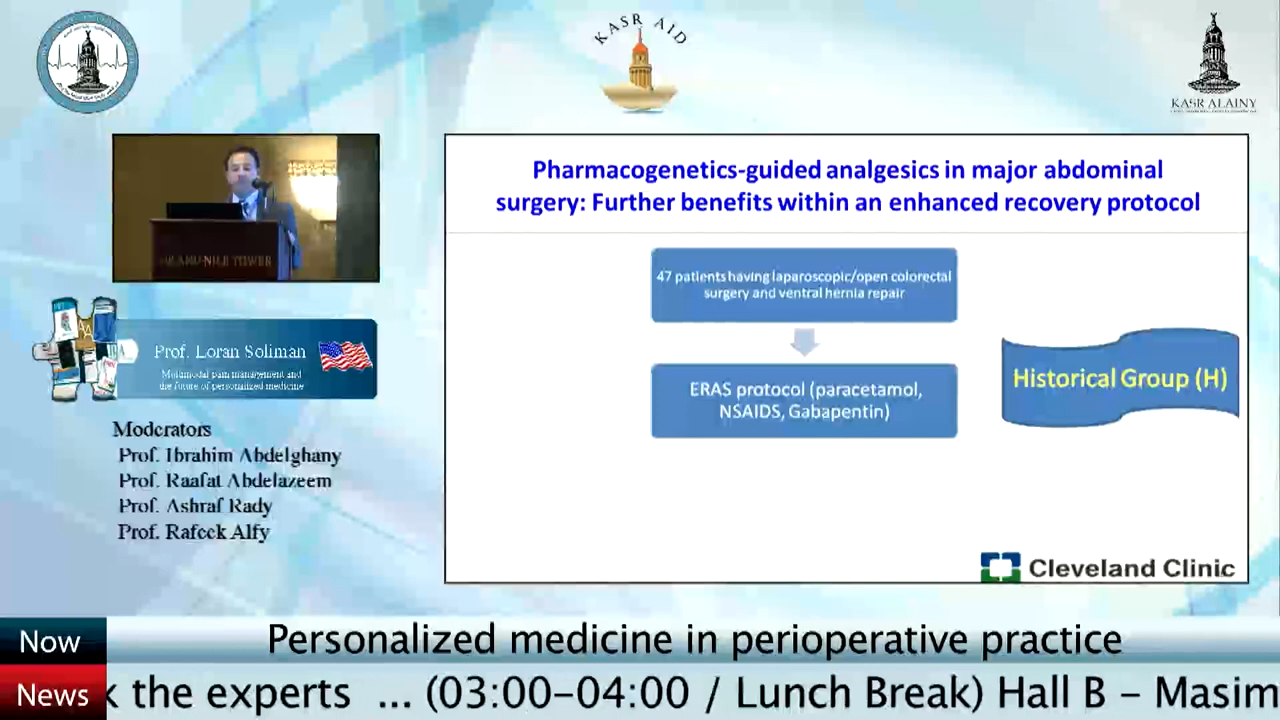 KASR AID
KASR ALAINY
Pharmacogenetics-guided analgesics in major abdominal
surgery: Further benefits within an enhanced recovery protocol
47 patients having laparoscopic/open colorectal
surgery and ventral hernia repair
ERAS protocol (paracetamol,
NSAIDS, Gabapentin)
Historical Group (H)
Cleveland Clinic
NILE TOWER
Prof. Loran Soliman
Multimodal pain management and
the future of personalized medicine
Moderators
Prof. Ibrahim Abdelghany
Prof. Raafat Abdelazeem
Prof. Ashraf Rady
Prof. Rafeek Alfy
Now
Personalized medicine in perioperative practice
News
k the experts ... (03:00-04:00 / Lunch Break) Hall B - Masim